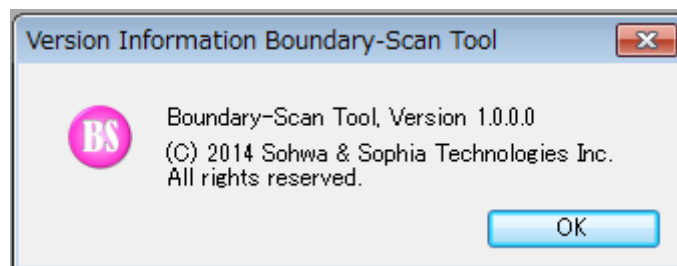 Version Information Boundary-Scan Tool
BS
Boundary-Scan Tool, Version 1.0.0.0
(C) 2014 Sohwa & Sophia Technologies Inc.
All rights reserved.
OK